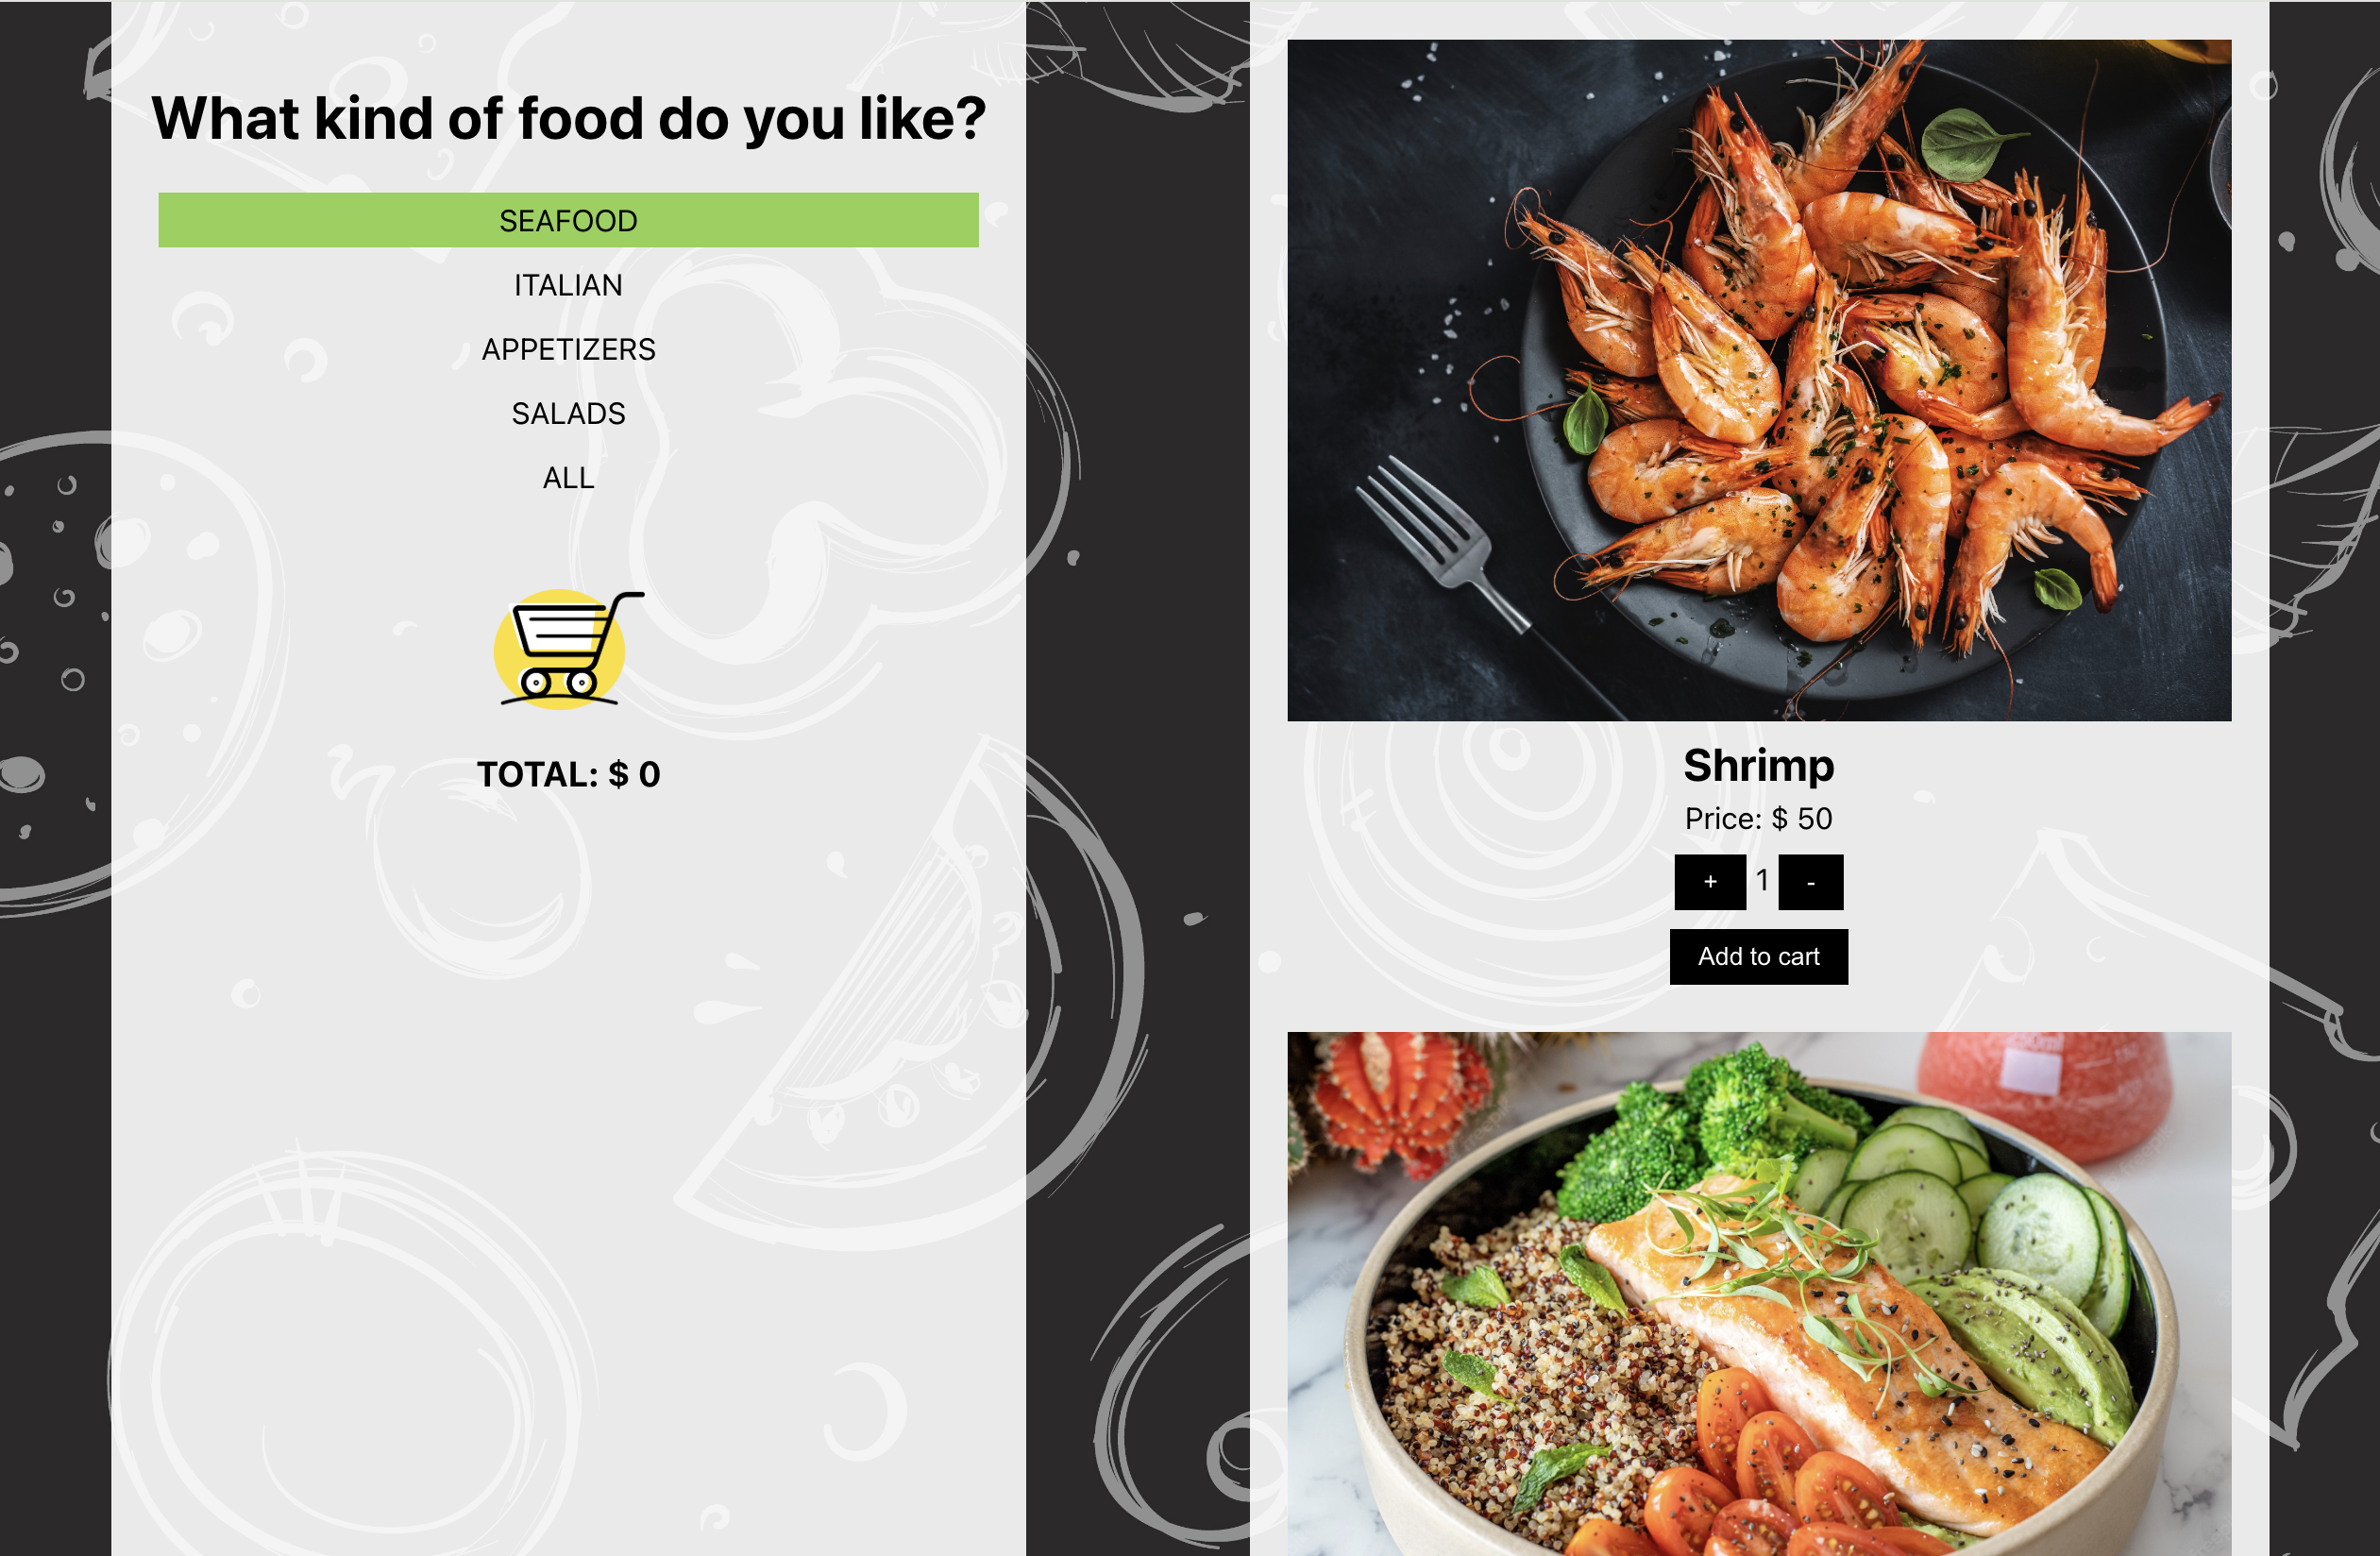 What kind of food do you like?
SEAFOOD
ITALIAN
APPETIZERS
SALADS
ALL
TOTAL: $ 0
Shrimp
Price: $ 50
+ 1 -
Add to cart